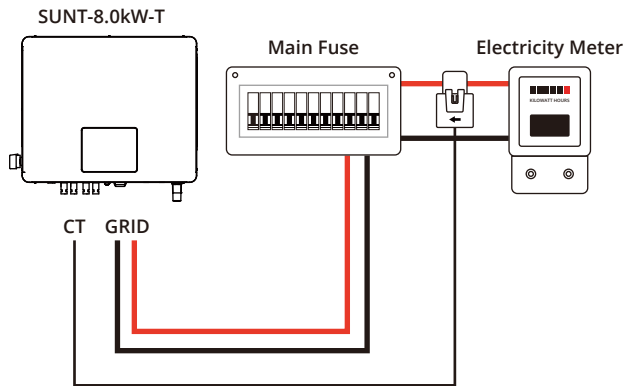 SUNT-8.0kW-T
Main Fuse
Electricity Meter
KILOWATT HOURS
CT
GRID